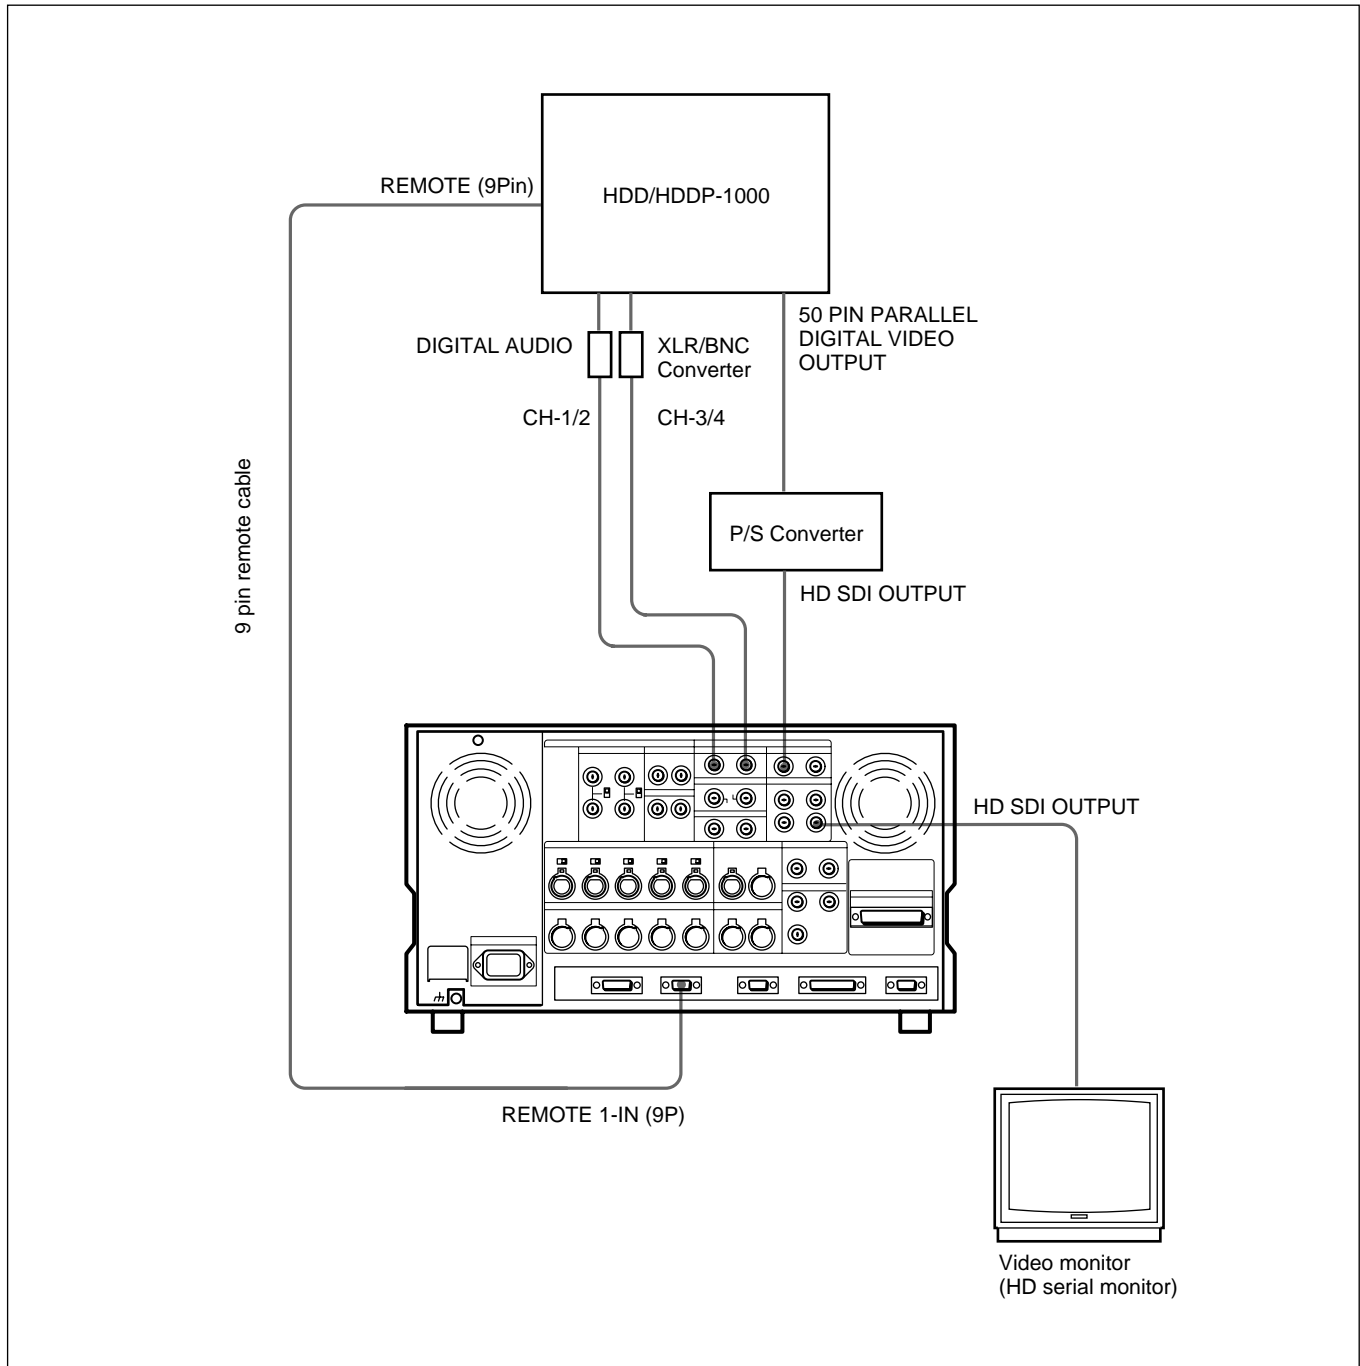 REMOTE (9Pin)
HDD/HDDP-1000
50 PIN PARALLEL
DIGITAL VIDEO
OUTPUT
DIGITAL AUDIO
XLR/BNC
Converter
CH-1/2
CH-3/4
9 pin remote cable
P/S Converter
HD SDI OUTPUT
HD SDI OUTPUT
REMOTE 1-IN (9P)
Video monitor
(HD serial monitor)